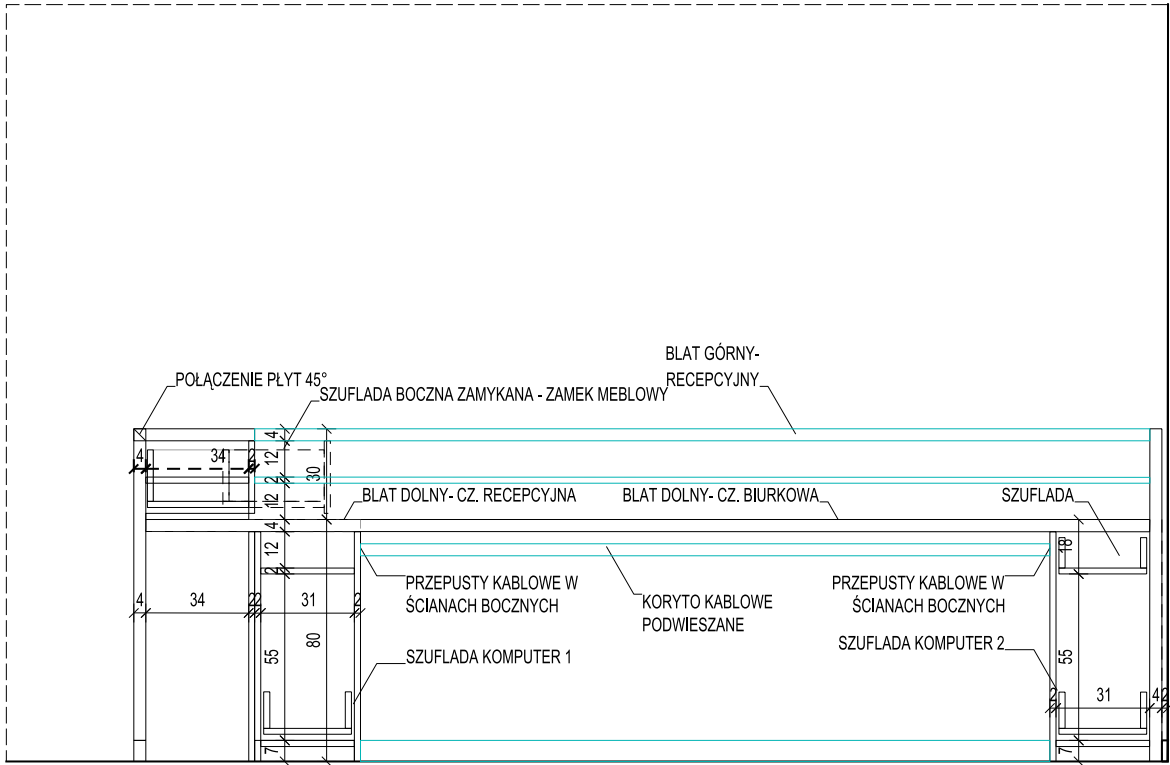 BLAT GÓRNY-
RECEPCYJNY
POŁĄCZENIE PŁYT 45°
SZUFLADA BOCZNA ZAMYKANA - ZAMEK MEBLOWY
4
4
34
2
12
2
12
30
BLAT DOLNY- CZ. RECEPCYJNA
BLAT DOLNY- CZ. BIURKOWA
SZUFLADA
4
12
2
18
PRZEPUSTY KABLOWE W
ŚCIANACH BOCZNYCH
KORYTO KABLOWE
PODWIESZANE
PRZEPUSTY KABLOWE W
ŚCIANACH BOCZNYCH
4
34
2
2
31
2
80
55
SZUFLADA KOMPUTER 1
SZUFLADA KOMPUTER 2
55
2
31
4
2
7
7